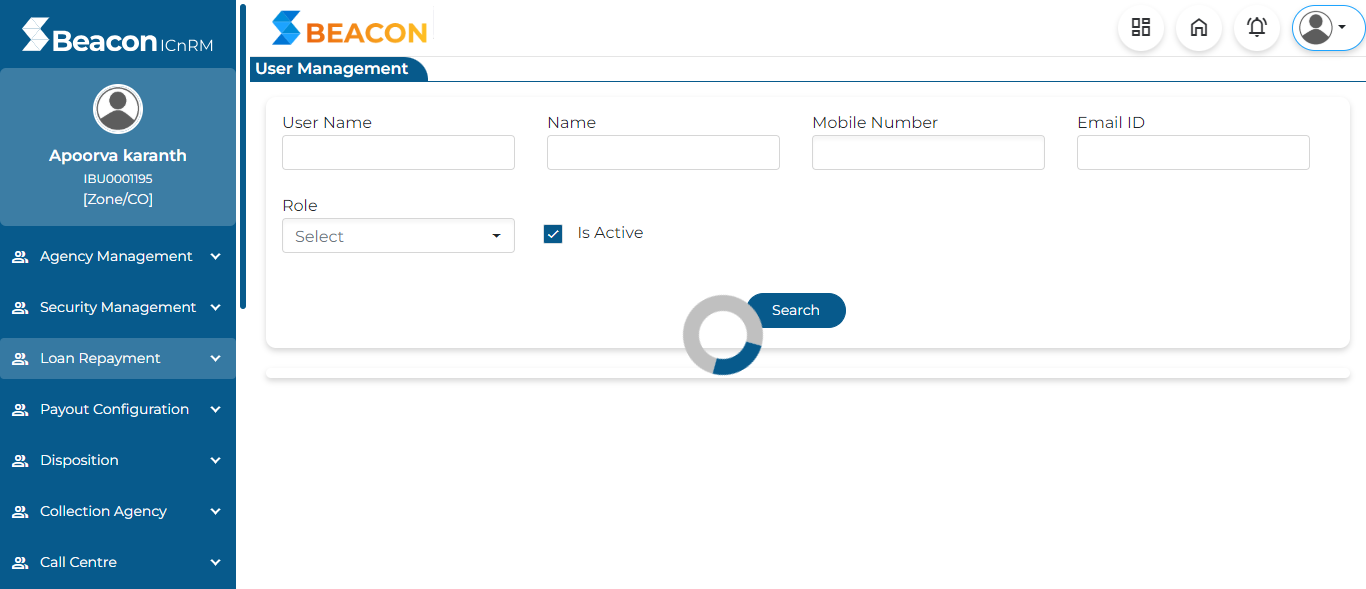 Beacon ICnRM
Apoorva karanth
IBU0001195
[Zone/CO]
Agency Management
Security Management
Loan Repayment
Payout Configuration
Disposition
Collection Agency
Call Centre
BEACON
User Management
User Name Name Mobile Number Email ID
Role
Select
Is Active
Search